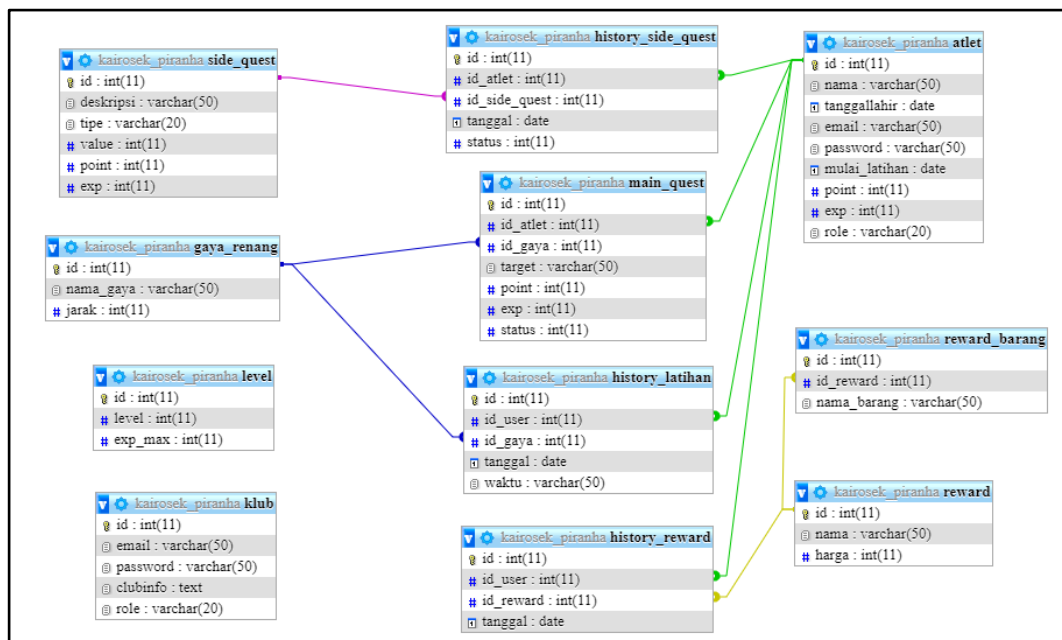 kairosek_piranha side_quest
id : int(11)
deskripsi : varchar(50)
tipe : varchar(20)
value : int(11)
point : int(11)
exp : int(11)
kairosek_piranha gaya_renang
id : int(11)
nama_gaya : varchar(50)
jarak : int(11)
kairosek_piranha level
id : int(11)
level : int(11)
exp_max : int(11)
kairosek_piranha klub
id : int(11)
email : varchar(50)
password : varchar(50)
clubinfo : text
role : varchar(20)
kairosek_piranha history_side_quest
id : int(11)
id_atlet : int(11)
id_side_quest : int(11)
tanggal : date
status : int(11)
kairosek_piranha main_quest
id : int(11)
id_atlet : int(11)
id_gaya : int(11)
target : varchar(50)
point : int(11)
exp : int(11)
status : int(11)
kairosek_piranha history_latihan
id : int(11)
id_user : int(11)
id_gaya : int(11)
tanggal : date
waktu : varchar(50)
kairosek_piranha history_reward
id : int(11)
id_user : int(11)
id_reward : int(11)
tanggal : date
kairosek_piranha atlet
id : int(11)
nama : varchar(50)
tanggallahir : date
email : varchar(50)
password : varchar(50)
mulai_latihan : date
point : int(11)
exp : int(11)
role : varchar(20)
kairosek_piranha reward_barang
id : int(11)
id_reward : int(11)
nama_barang : varchar(50)
kairosek_piranha reward
id : int(11)
nama : varchar(50)
harga : int(11)